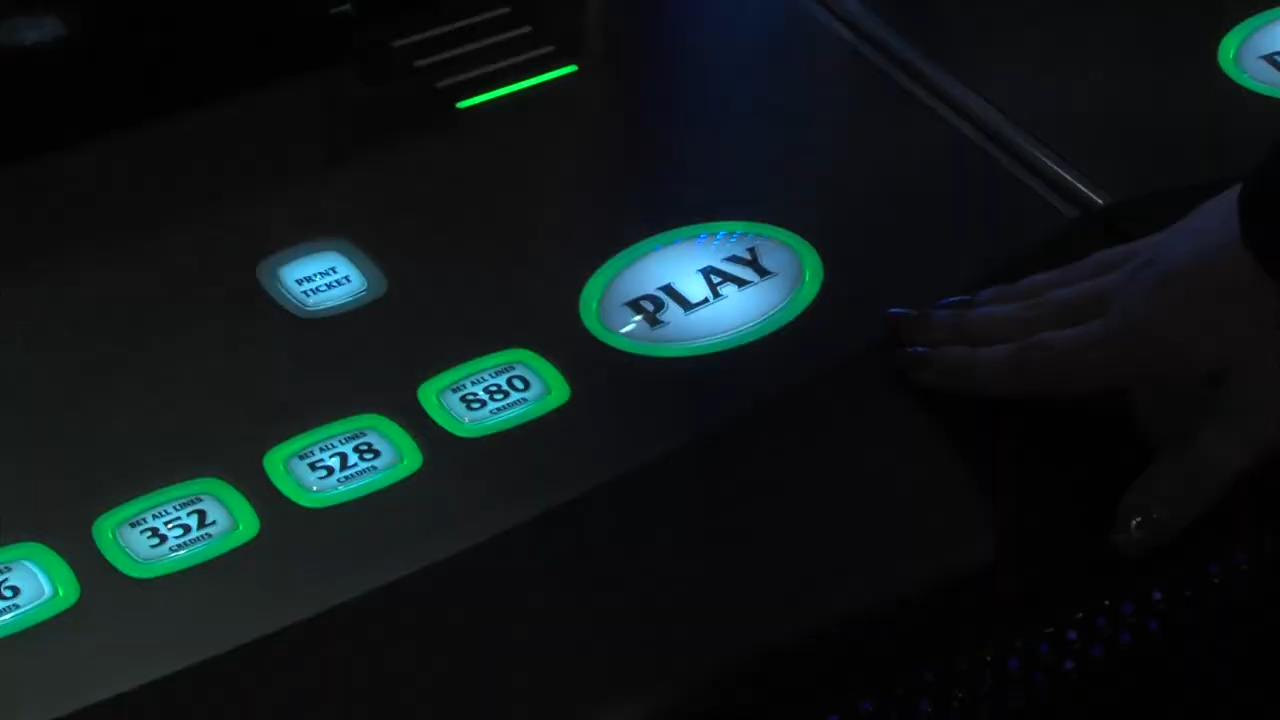 PRINT
TICKET
PLAY
BET ALL LINES
880
CREDITS
BET ALL LINES
528
CREDITS
BET ALL LINES
352
CREDITS